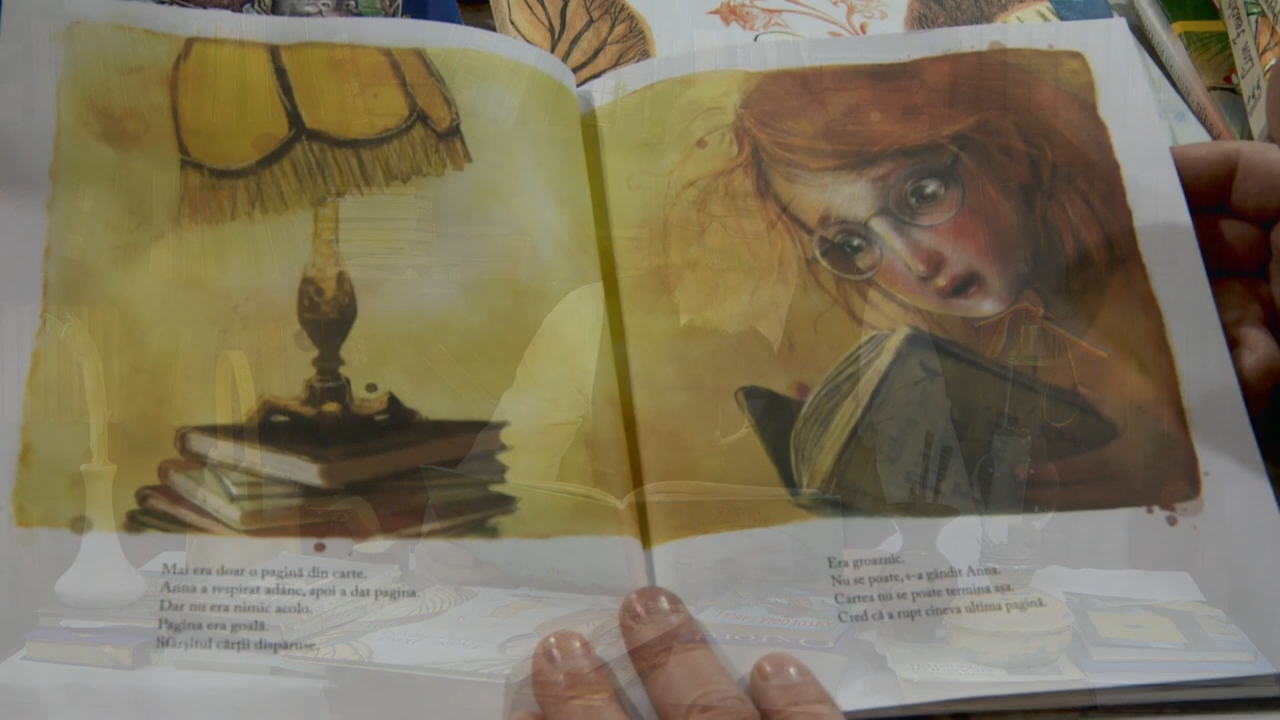 Mai era doar o pagină din carte.
Anna a respirat adânc, apoi a dat pagina.
Dar nu era nimic acolo.
Pagina era goală.
Sfârșitul cărții dispăruse.
Era groaznic.
Nu se poate, s-a gândit Anna.
Cartea nu se poate termina așa.
Cred că a rupt cineva ultima pagină.